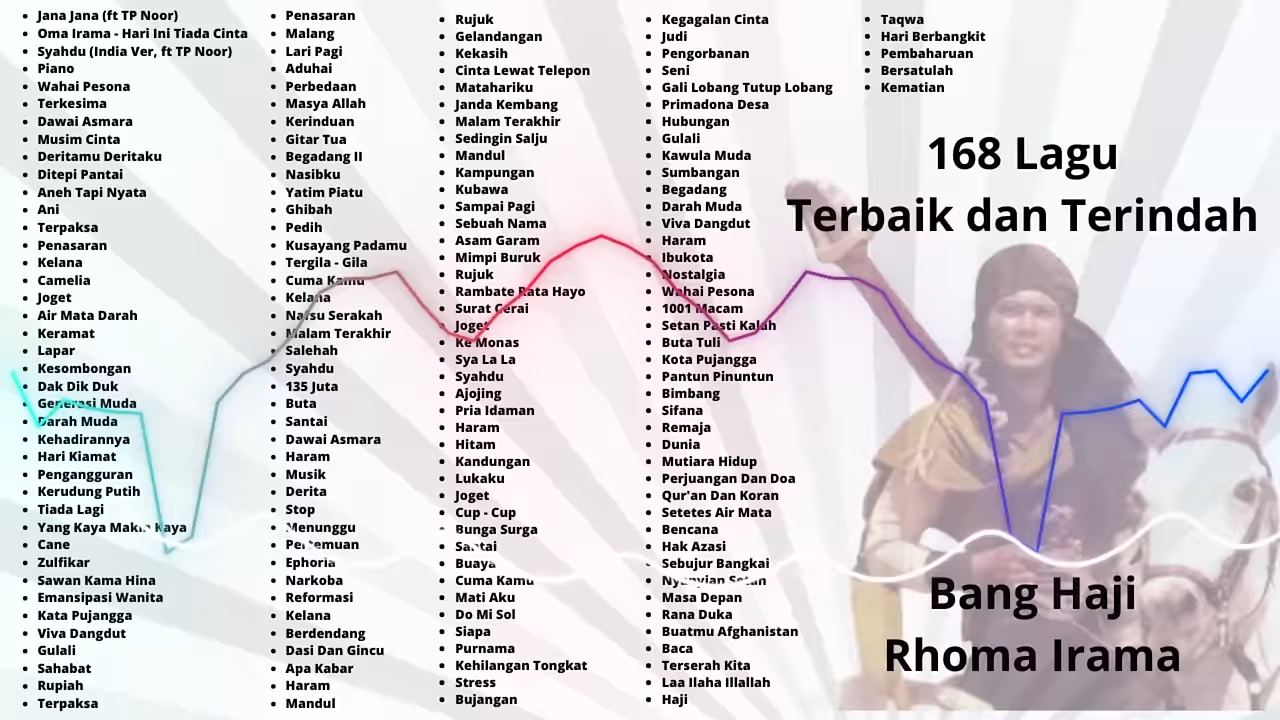 Jana Jana (ft TP Noor)
Oma Irama - Hari Ini Tiada Cinta
Syahdu (India Ver, ft TP Noor)
Piano
Wahai Pesona
Terkesima
Dawai Asmara
Musim Cinta
Deritamu Deritaku
Ditepi Pantai
Aneh Tapi Nyata
Ani
Terpaksa
Penasaran
Kelana
Camelia
Joget
Air Mata Darah
Keramat
Lapar
Kesombongan
Dak Dik Duk
Generasi Muda
Darah Muda
Kehadirannya
Hari Kiamat
Pengangguran
Kerudung Putih
Tiada Lagi
Yang Kaya Makin Kaya
Cane
Zulfikar
Sawan Kama Hina
Emansipasi Wanita
Kata Pujangga
Viva Dangdut
Gulali
Sahabat
Rupiah
Terpaksa
Penasaran
Malang
Lari Pagi
Aduhai
Perbedaan
Masya Allah
Kerinduan
Gitar Tua
Begadang II
Nasibku
Yatim Piatu
Ghibah
Pedih
Kusayang Padamu
Tergila - Gila
Cuma Kamu
Kelana
Nafsu Serakah
Malam Terakhir
Salehah
Syahdu
135 Juta
Buta
Santai
Dawai Asmara
Haram
Musik
Derita
Stop
Menunggu
Pertemuan
Ephoria
Narkoba
Reformasi
Kelana
Berdendang
Dasi Dan Gincu
Apa Kabar
Haram
Mandul
Rujuk
Gelandangan
Kekasih
Cinta Lewat Telepon
Matahariku
Janda Kembang
Malam Terakhir
Sedingin Salju
Mandul
Kampungan
Kubawa
Sampai Pagi
Sebuah Nama
Asam Garam
Mimpi Buruk
Rujuk
Rambate Rata Hayo
Surat Cerai
Joget
Ke Monas
Sya La La
Syahdu
Ajojing
Pria Idaman
Haram
Hitam
Kandungan
Lukaku
Joget
Cup - Cup
Bunga Surga
Santai
Buaya
Cuma Kamu
Mati Aku
Do Mi Sol
Siapa
Purnama
Kehilangan Tongkat
Stress
Bujangan
Kegagalan Cinta
Judi
Pengorbanan
Seni
Gali Lobang Tutup Lobang
Primadona Desa
Hubungan
Gulali
Kawula Muda
Sumbangan
Begadang
Darah Muda
Viva Dangdut
Haram
Ibukota
Nostalgia
Wahai Pesona
1001 Macam
Setan Pasti Kalah
Buta Tuli
Kota Pujangga
Pantun Pinuntun
Bimbang
Sifana
Remaja
Dunia
Mutiara Hidup
Perjuangan Dan Doa
Qur'an Dan Koran
Setetes Air Mata
Bencana
Hak Azasi
Sebujur Bangkai
Nyanyian Setan
Masa Depan
Rana Duka
Buatmu Afghanistan
Baca
Terserah Kita
Laa Ilaha Illallah
Haji
Taqwa
Hari Berbangkit
Pembaharuan
Bersatulah
Kematian
168 Lagu
Terbaik dan Terindah
Bang Haji
Rhoma Irama